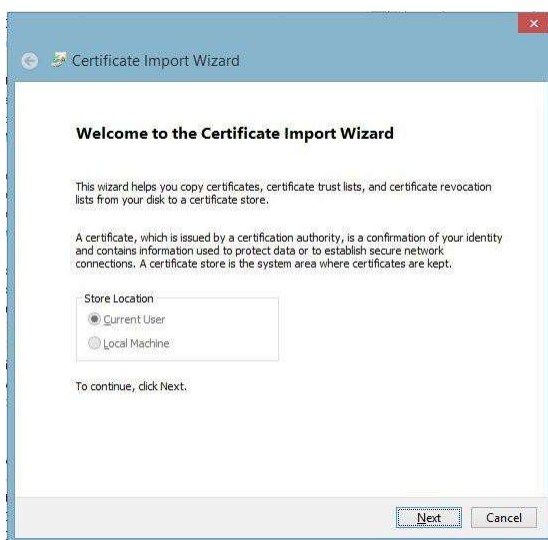 Certificate Import Wizard
Welcome to the Certificate Import Wizard
This wizard helps you copy certificates, certificate trust lists, and certificate revocation
lists from your disk to a certificate store.
A certificate, which is issued by a certification authority, is a confirmation of your identity
and contains information used to protect data or to establish secure network
connections. A certificate store is the system area where certificates are kept.
Store Location
Current User
Local Machine
To continue, click Next.
Next Cancel